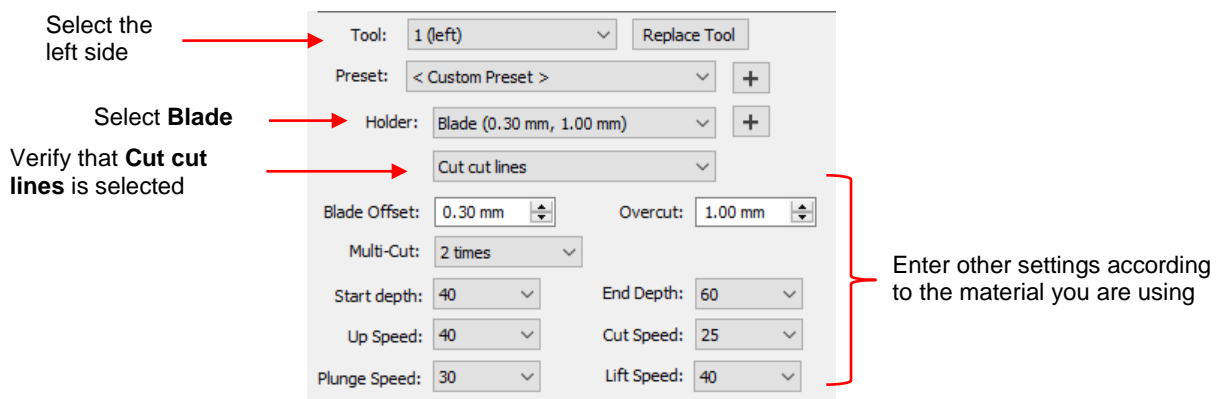 Select the
left side
Tool: 1 (left) Replace Tool
Preset: < Custom Preset > +
Select Blade
Holder: Blade (0.30 mm, 1.00 mm) +
Verify that Cut cut
lines is selected
Cut cut lines
Blade Offset: 0.30 mm Overcut: 1.00 mm
Multi-Cut: 2 times
Enter other settings according
to the material you are using
Start depth: 40 End Depth: 60
Up Speed: 40 Cut Speed: 25
Plunge Speed: 30 Lift Speed: 40